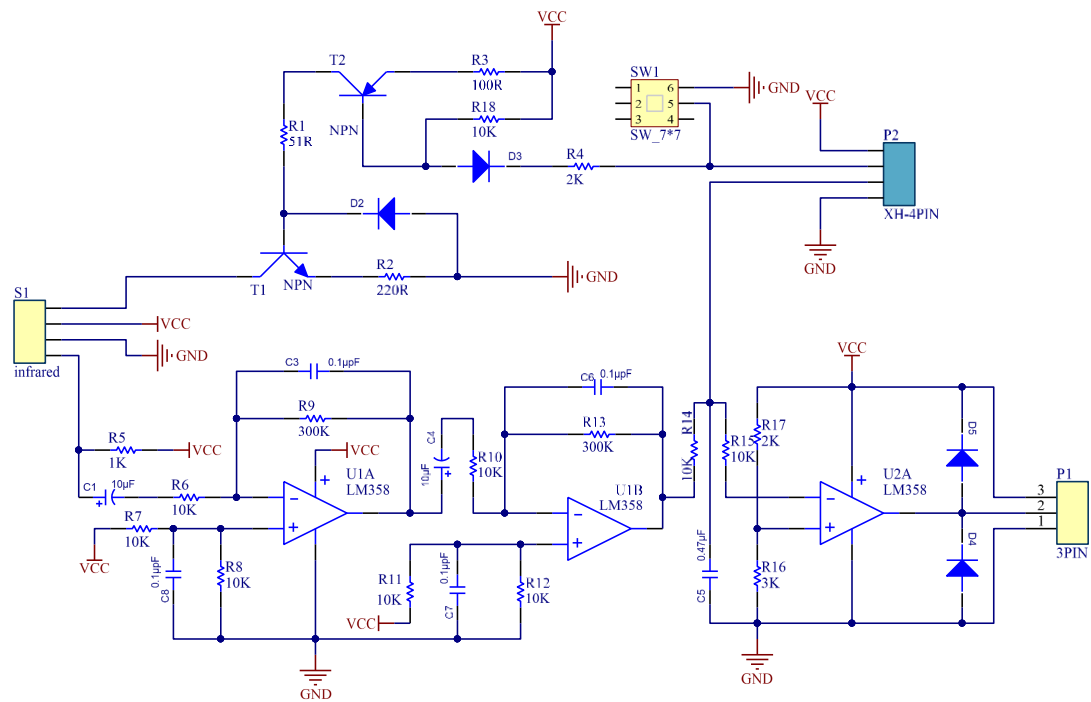 VCC
T2
R3
100R
SW1
1 6
2 5
3 4
SW_7*7
GND
VCC
R18
10K
R1
51R
NPN
P2
XH-4PIN
D3
R4
2K
D2
GND
R2
220R
GND
T1
NPN
S1
infrared
VCC
GND
C3
0.1µpF
R9
300K
C6
0.1µpF
R13
300K
VCC
R5
1K
VCC
VCC
U1A
LM358
C4
10µF
R10
10K
R14
10K
R15
10K
R17
2K
D5
C1
10µF
R6
10K
U1B
LM358
U2A
LM358
P1
3
2
1
3PIN
R7
10K
VCC
0.1µpF
C8
R8
10K
R11
10K
VCC
0.1µpF
C7
R12
10K
0.47µF
C5
R16
3K
D4
GND
GND